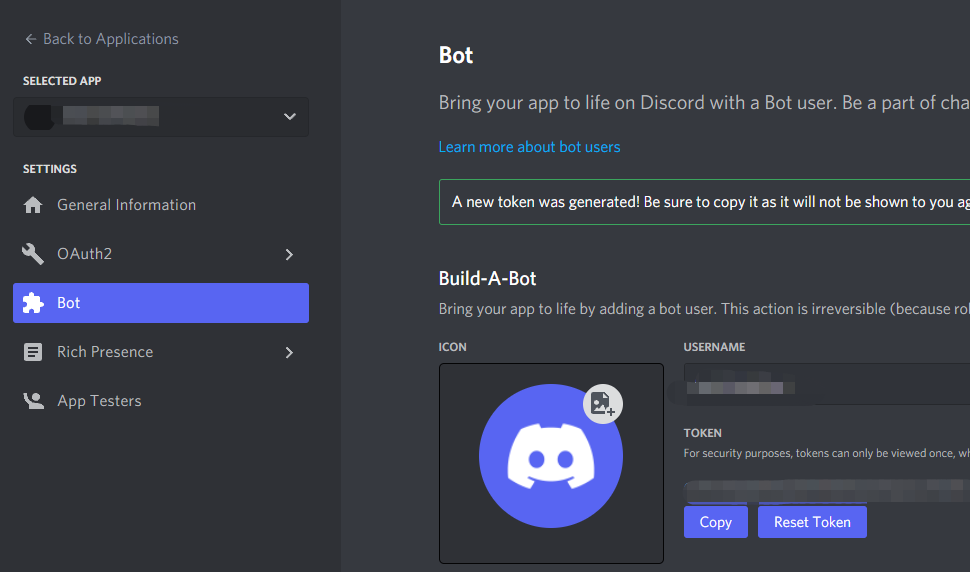 Back to Applications
SELECTED APP
SETTINGS
General Information
OAuth2
Bot
Rich Presence
App Testers
Bot
Bring your app to life on Discord with a Bot user. Be a part of cha
Learn more about bot users
A new token was generated! Be sure to copy it as it will not be shown to you ag
Build-A-Bot
Bring your app to life by adding a bot user. This action is irreversible (because ro
ICON
USERNAME
TOKEN
For security purposes, tokens can only be viewed once, wh
Copy
Reset Token